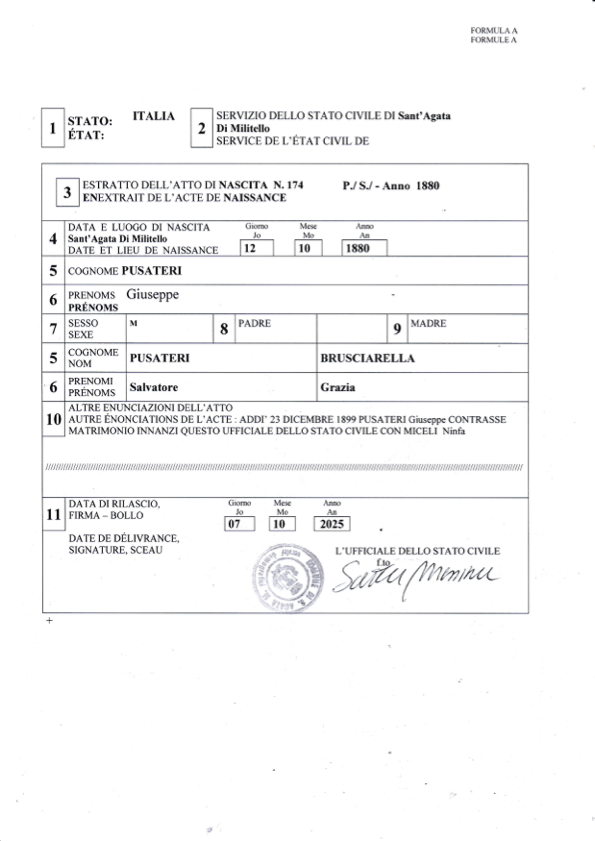 FORMULA A
FORMULE A
1 STATO: ITALIA
ÉTAT:
2 SERVIZIO DELLO STATO CIVILE DI Sant'Agata
Di Militello
SERVICE DE L'ÉTAT CIVIL DE
3 ESTRATTO DELL'ATTO DI NASCITA N. 174 P./ S./ - Anno 1880
ENEXTRAIT DE L'ACTE DE NAISSANCE
4 DATA E LUOGO DI NASCITA
Sant'Agata Di Militello
DATE ET LIEU DE NAISSANCE
Giorno Mese Anno
Jo Mo An
12 10 1880
5 COGNOME PUSATERI
6 PRENOMS Giuseppe -
PRÉNOMS
7 SESSO M 8 PADRE 9 MADRE
SEXE
5 COGNOME PUSATERI BRUSCIARELLA
NOM
6 PRENOMI Salvatore Grazia
PRÉNOMS
10 ALTRE ENUNCIAZIONI DELL'ATTO
AUTRE ÉNONCIATIONS DE L'ACTE : ADDI' 23 DICEMBRE 1899 PUSATERI Giuseppe CONTRASSE
MATRIMONIO INNANZI QUESTO UFFICIALE DELLO STATO CIVILE CON MICELI Ninfa
11 DATA DI RILASCIO,
FIRMA – BOLLO
Giorno Mese Anno
Jo Mo An
07 10 2025
DATE DE DÉLIVRANCE,
SIGNATURE, SCEAU
L'UFFICIALE DELLO STATO CIVILE
f.to